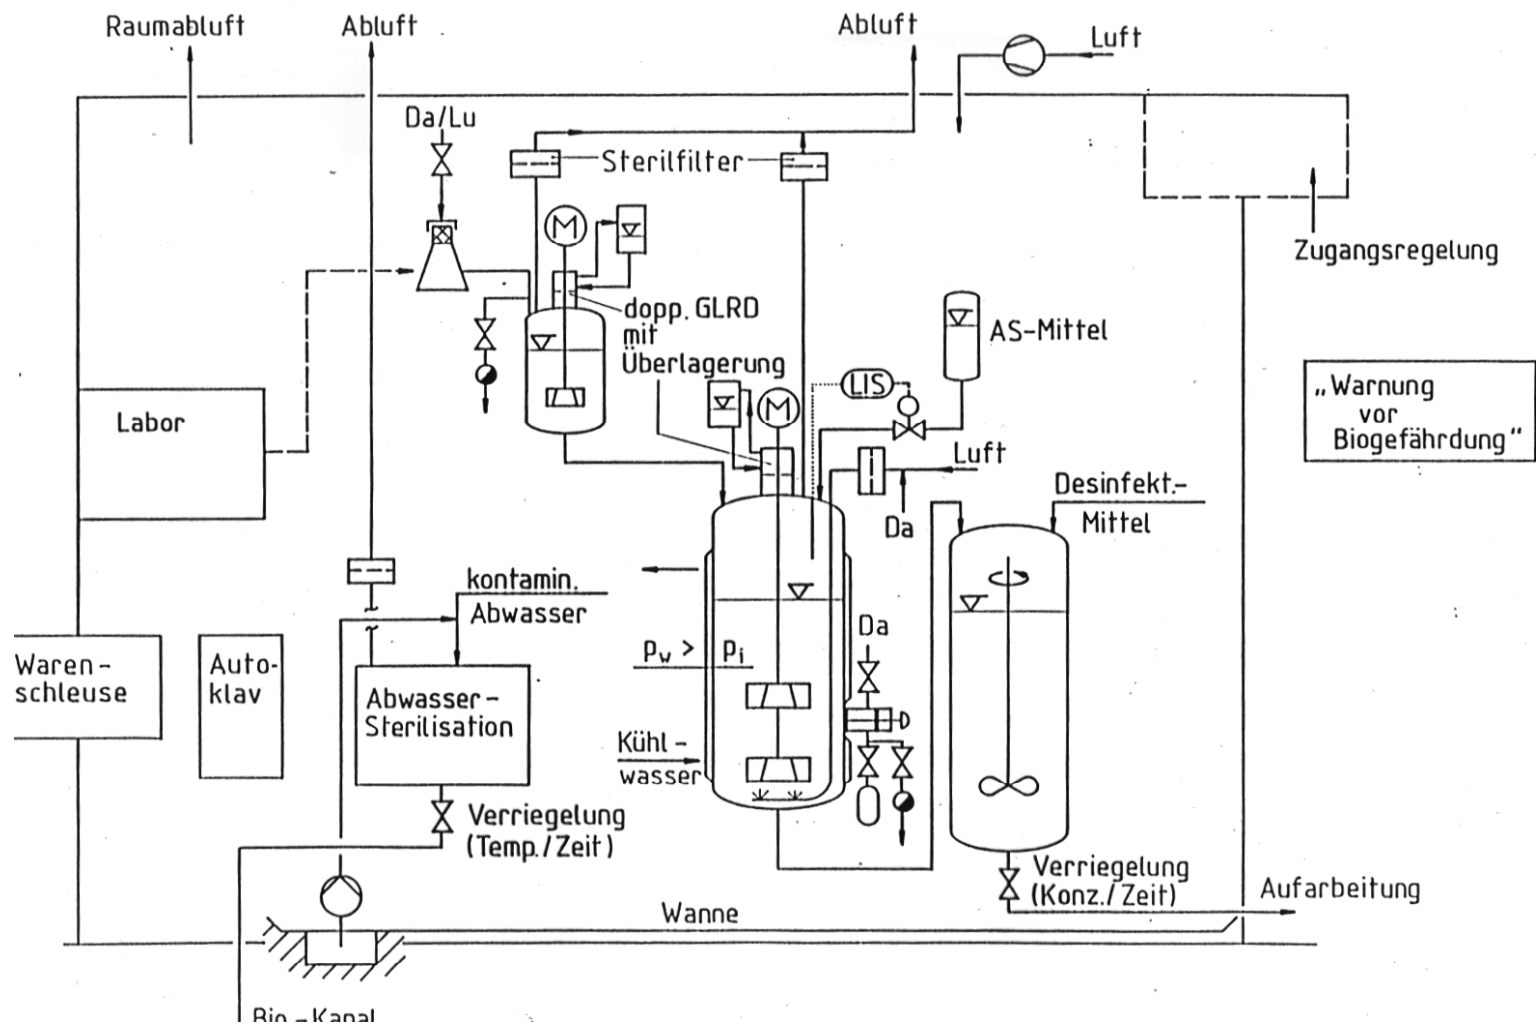 Raumabluft
Abluft
Abluft
Luft
Da/Lu
Sterilfilter
M
Zugangsregelung
dopp. GLRD
mit
Überlagerung
AS-Mittel
LIS
M
„Warnung
vor
Biogefährdung“
Labor
Luft
Da
Desinfekt.-
Mittel
kontamin.
Abwasser
Da
pw > pi
Waren-
schleuse
Auto-
klav
Abwasser-
Sterilisation
Kühl-
wasser
Verriegelung
(Temp./Zeit)
Verriegelung
(Konz./Zeit)
Aufarbeitung
Wanne
Bio-Kanal